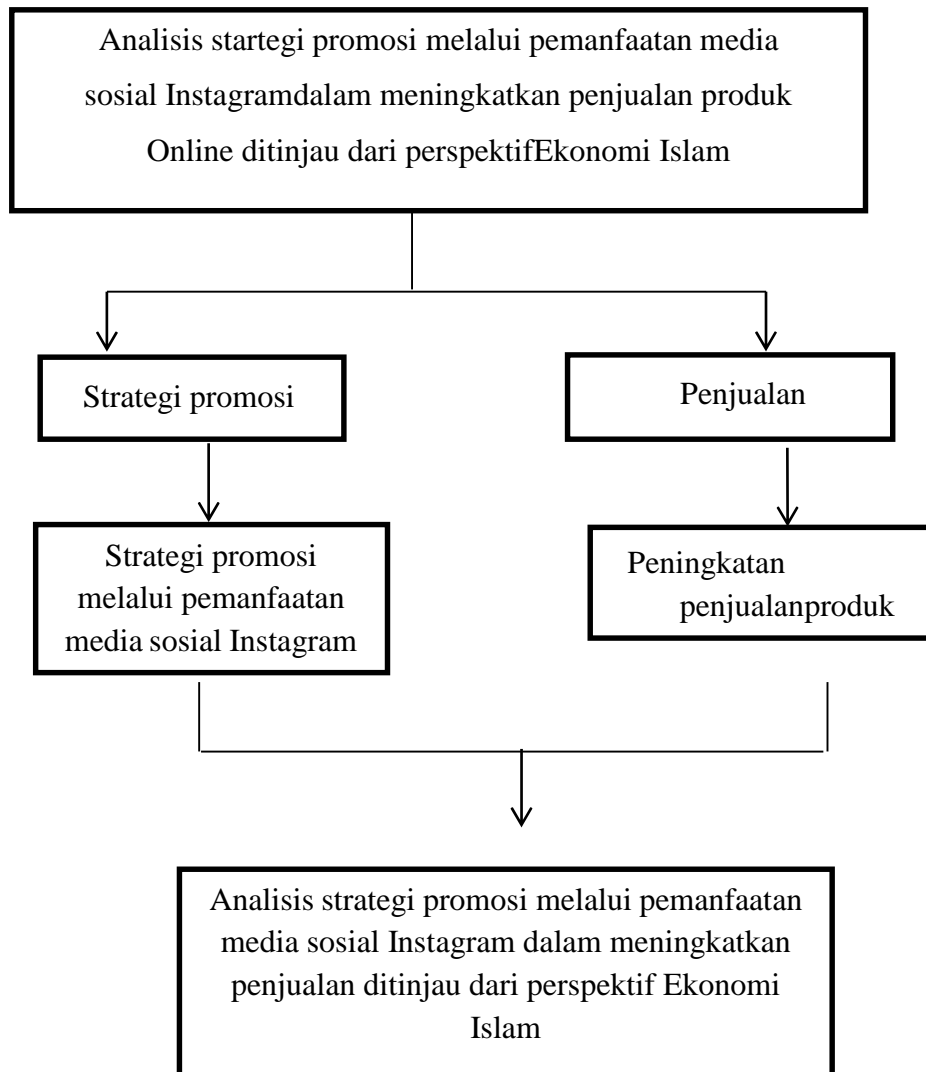 Analisis startegi promosi melalui pemanfaatan media
sosial Instagramdalam meningkatkan penjualan produk
Online ditinjau dari perspektifEkonomi Islam
Strategi promosi
Penjualan
Strategi promosi
melalui pemanfaatan
media sosial Instagram
Peningkatan
penjualanproduk
Analisis strategi promosi melalui pemanfaatan
media sosial Instagram dalam meningkatkan
penjualan ditinjau dari perspektif Ekonomi
Islam